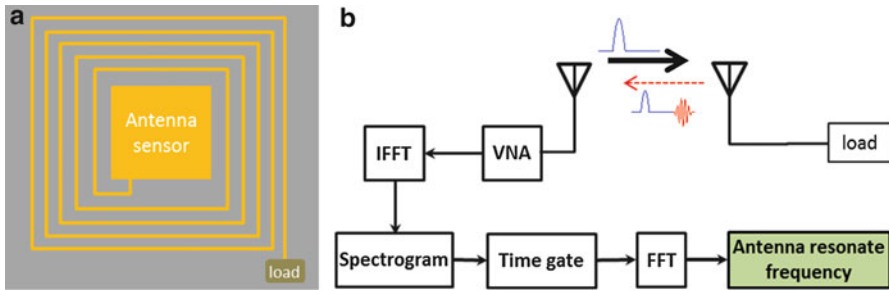 a
Antenna
sensor
load
b
load
IFFT
VNA
Spectrogram
Time gate
FFT
Antenna resonate
frequency